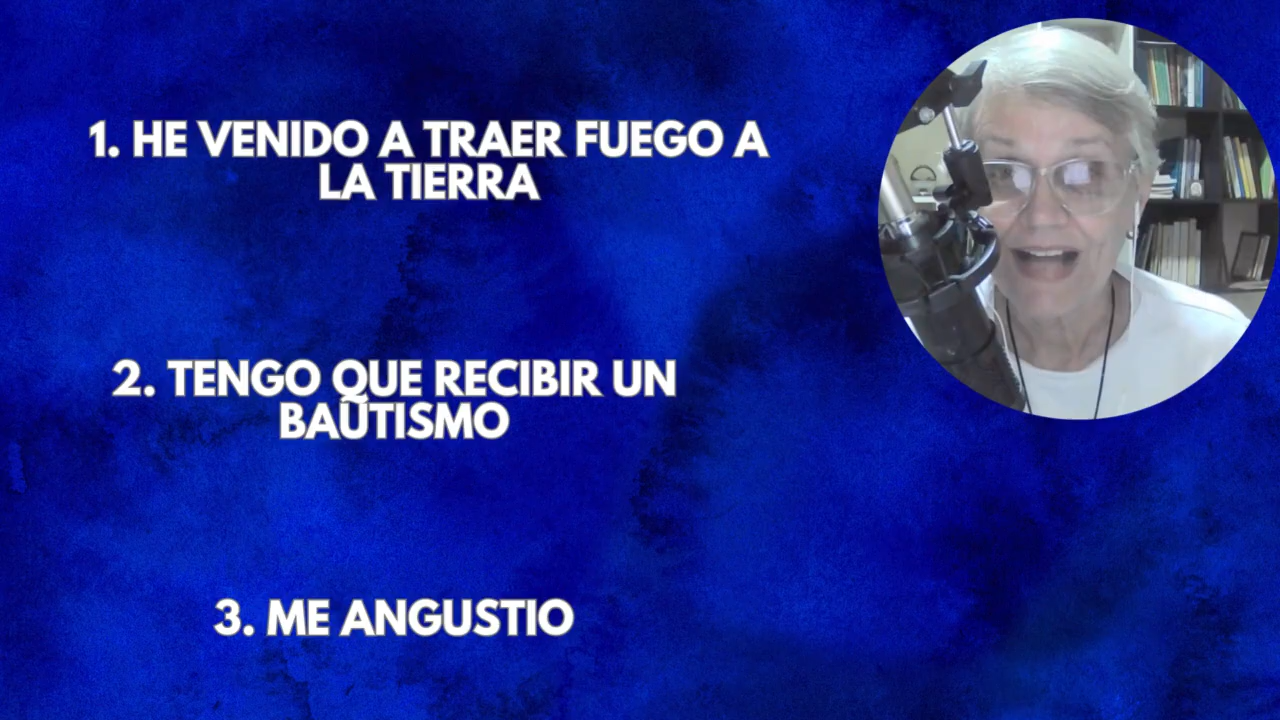 1. HE VENIDO A TRAER FUEGO A
LA TIERRA
2. TENGO QUE RECIBIR UN
BAUTISMO
3. ME ANGUSTIO